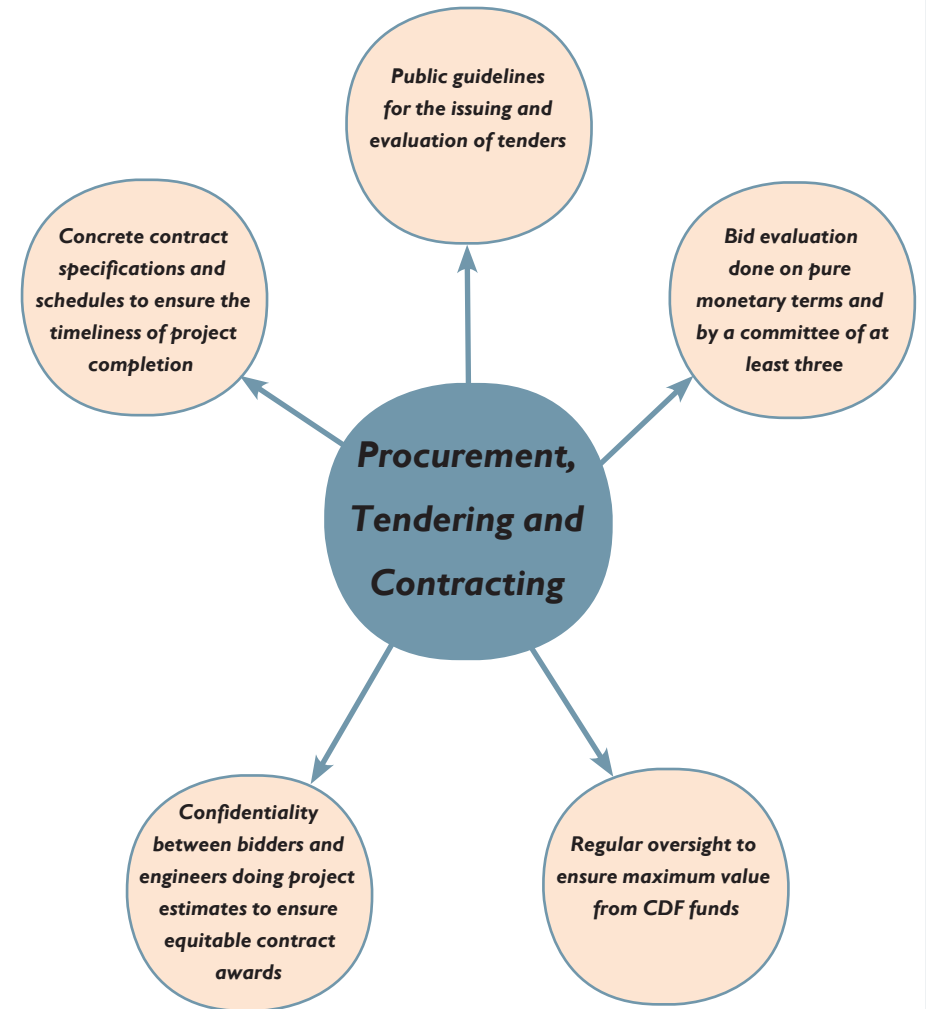 Public guidelines
for the issuing and
evaluation of tenders
Concrete contract
specifications and
schedules to ensure the
timeliness of project
completion
Bid evaluation
done on pure
monetary terms and
by a committee of at
least three
Procurement,
Tendering and
Contracting
Confidentiality
between bidders and
engineers doing project
estimates to ensure
equitable contract
awards
Regular oversight to
ensure maximum value
from CDF funds